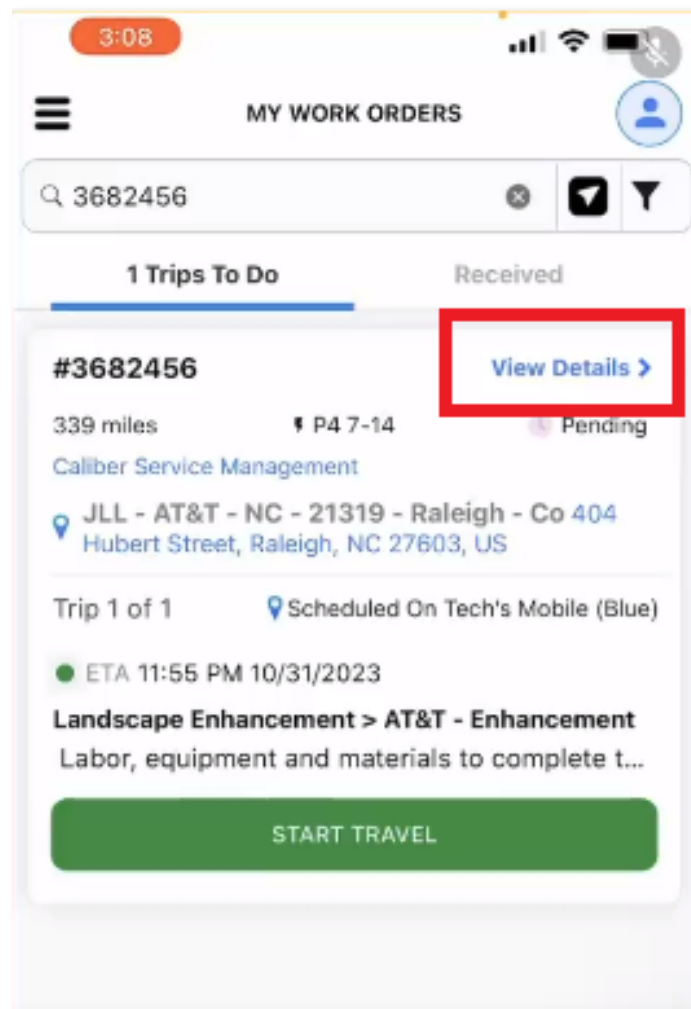 3:08
MY WORK ORDERS
3682456
1 Trips To Do Received
#3682456 View Details
339 miles P4 7-14 Pending
Caliber Service Management
JLL - AT&T - NC - 21319 - Raleigh - Co 404
Hubert Street, Raleigh, NC 27603, US
Trip 1 of 1 Scheduled On Tech's Mobile (Blue)
ETA 11:55 PM 10/31/2023
Landscape Enhancement > AT&T - Enhancement
Labor, equipment and materials to complete t...
START TRAVEL